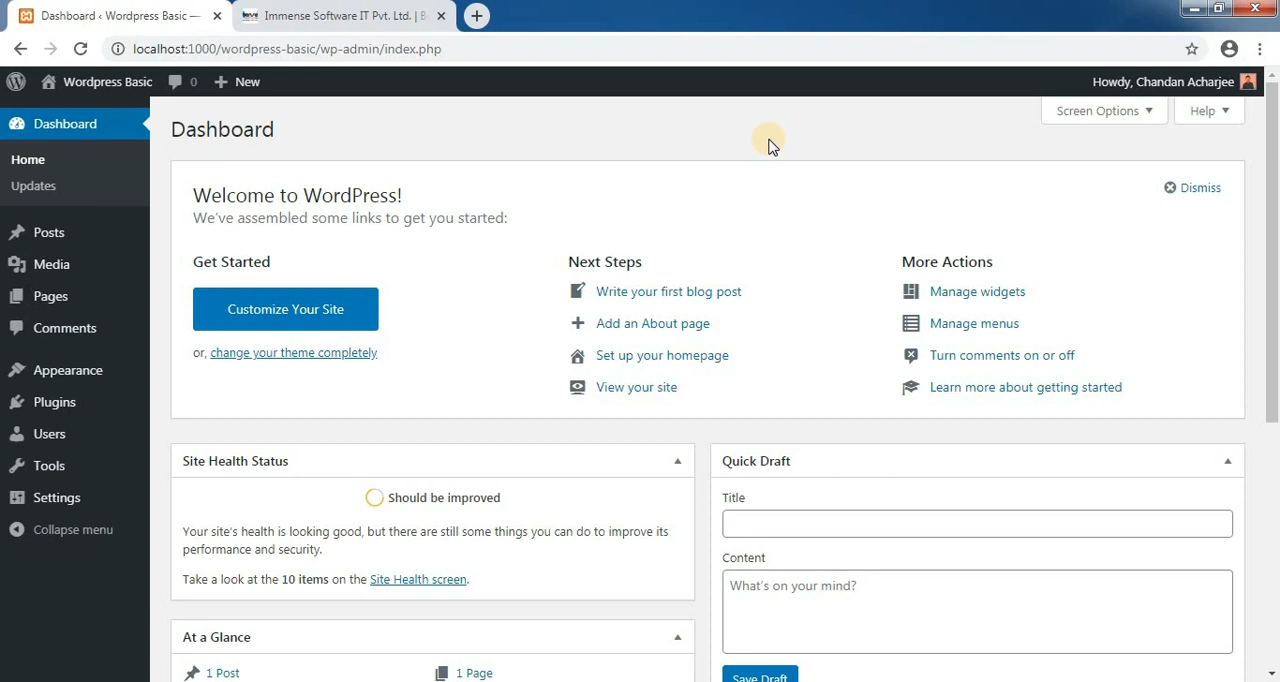 Dashboard ‹ Wordpress Basic —
Immense Software IT Pvt. Ltd. | B
localhost:1000/wordpress-basic/wp-admin/index.php
Wordpress Basic 0 New
Howdy, Chandan Acharjee
Screen Options Help
Dashboard
Home
Updates
Posts
Media
Pages
Comments
Appearance
Plugins
Users
Tools
Settings
Collapse menu
Dashboard
Welcome to WordPress!
Dismiss
We've assembled some links to get you started:
Get Started
Customize Your Site
or, change your theme completely
Next Steps
Write your first blog post
Add an About page
Set up your homepage
View your site
More Actions
Manage widgets
Manage menus
Turn comments on or off
Learn more about getting started
Site Health Status
Should be improved
Your site's health is looking good, but there are still some things you can do to improve its
performance and security.
Take a look at the 10 items on the Site Health screen.
At a Glance
1 Post
1 Page
Quick Draft
Title
Content
What's on your mind?
Save Draft